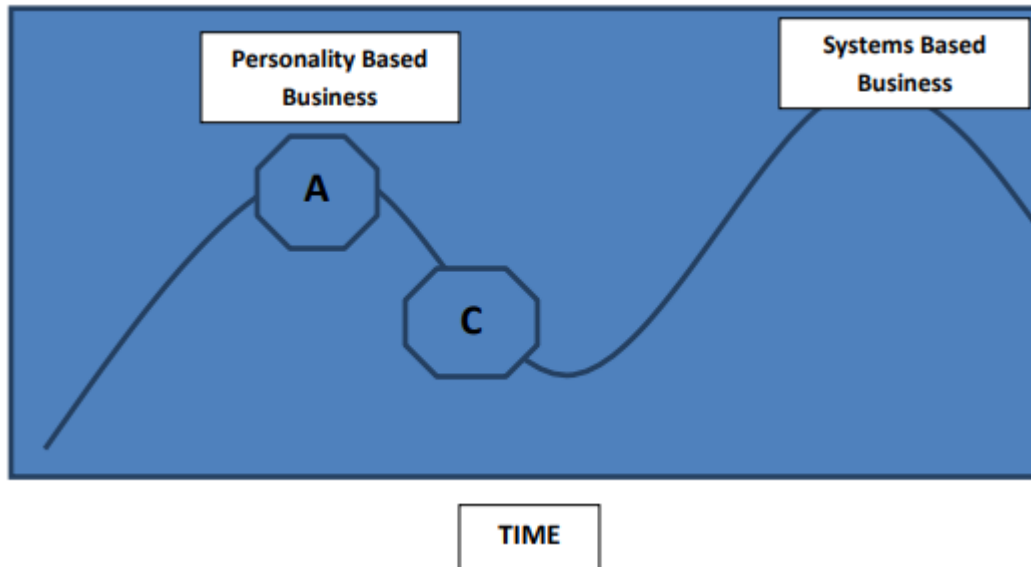 Personality Based
Business
Systems Based
Business
A
C
TIME